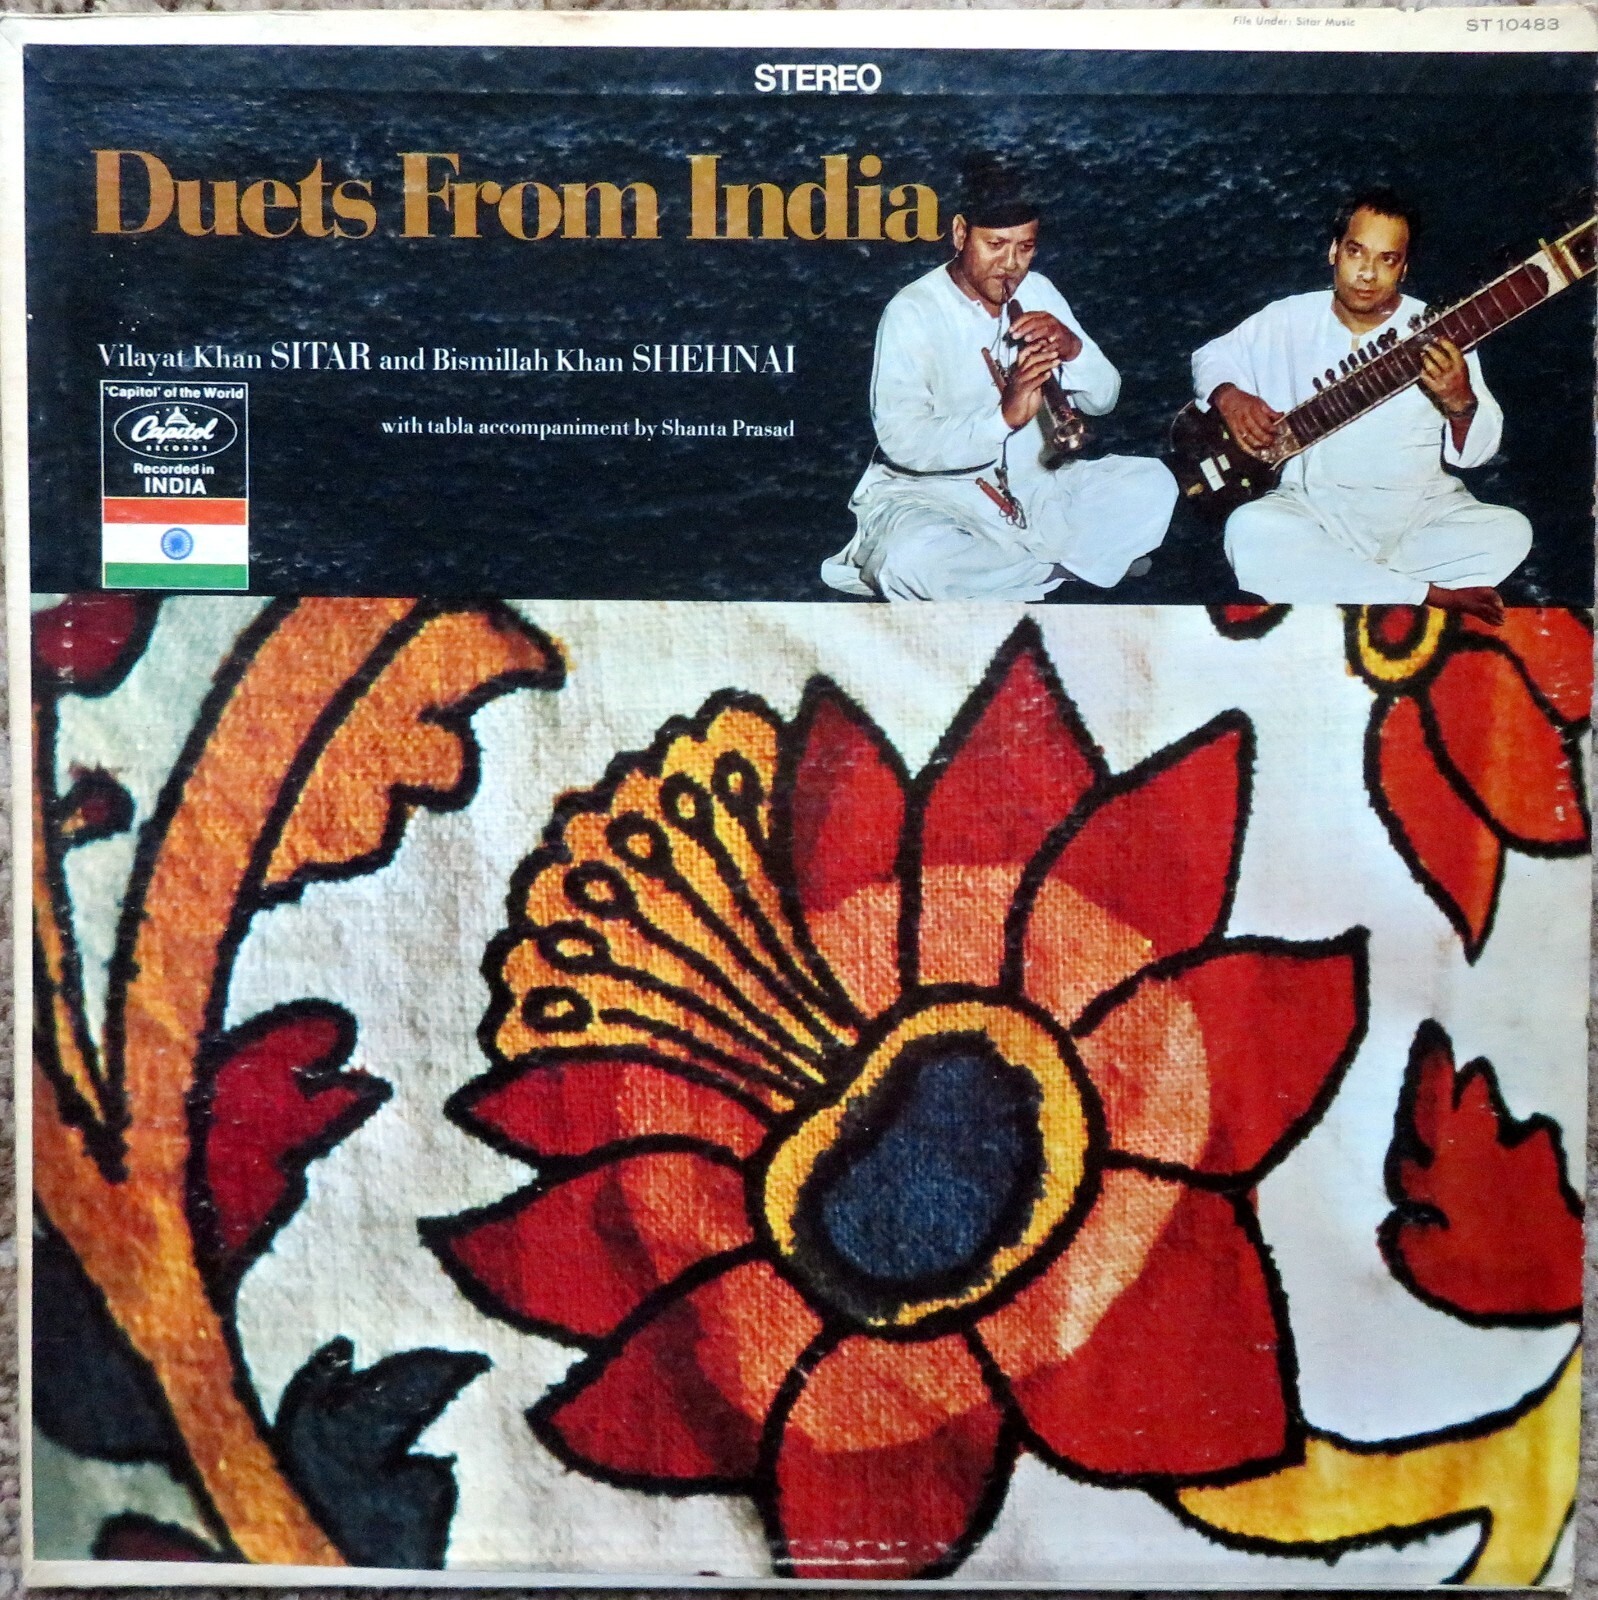 File Under: Sitar Music
ST 10483
STEREO
Duets From India
Vilayat Khan SITAR and Bismillah Khan SHEHNAI
with tabla accompaniment by Shanta Prasad
'Capitol' of the World
Capitol
RECORDS
Recorded in
INDIA